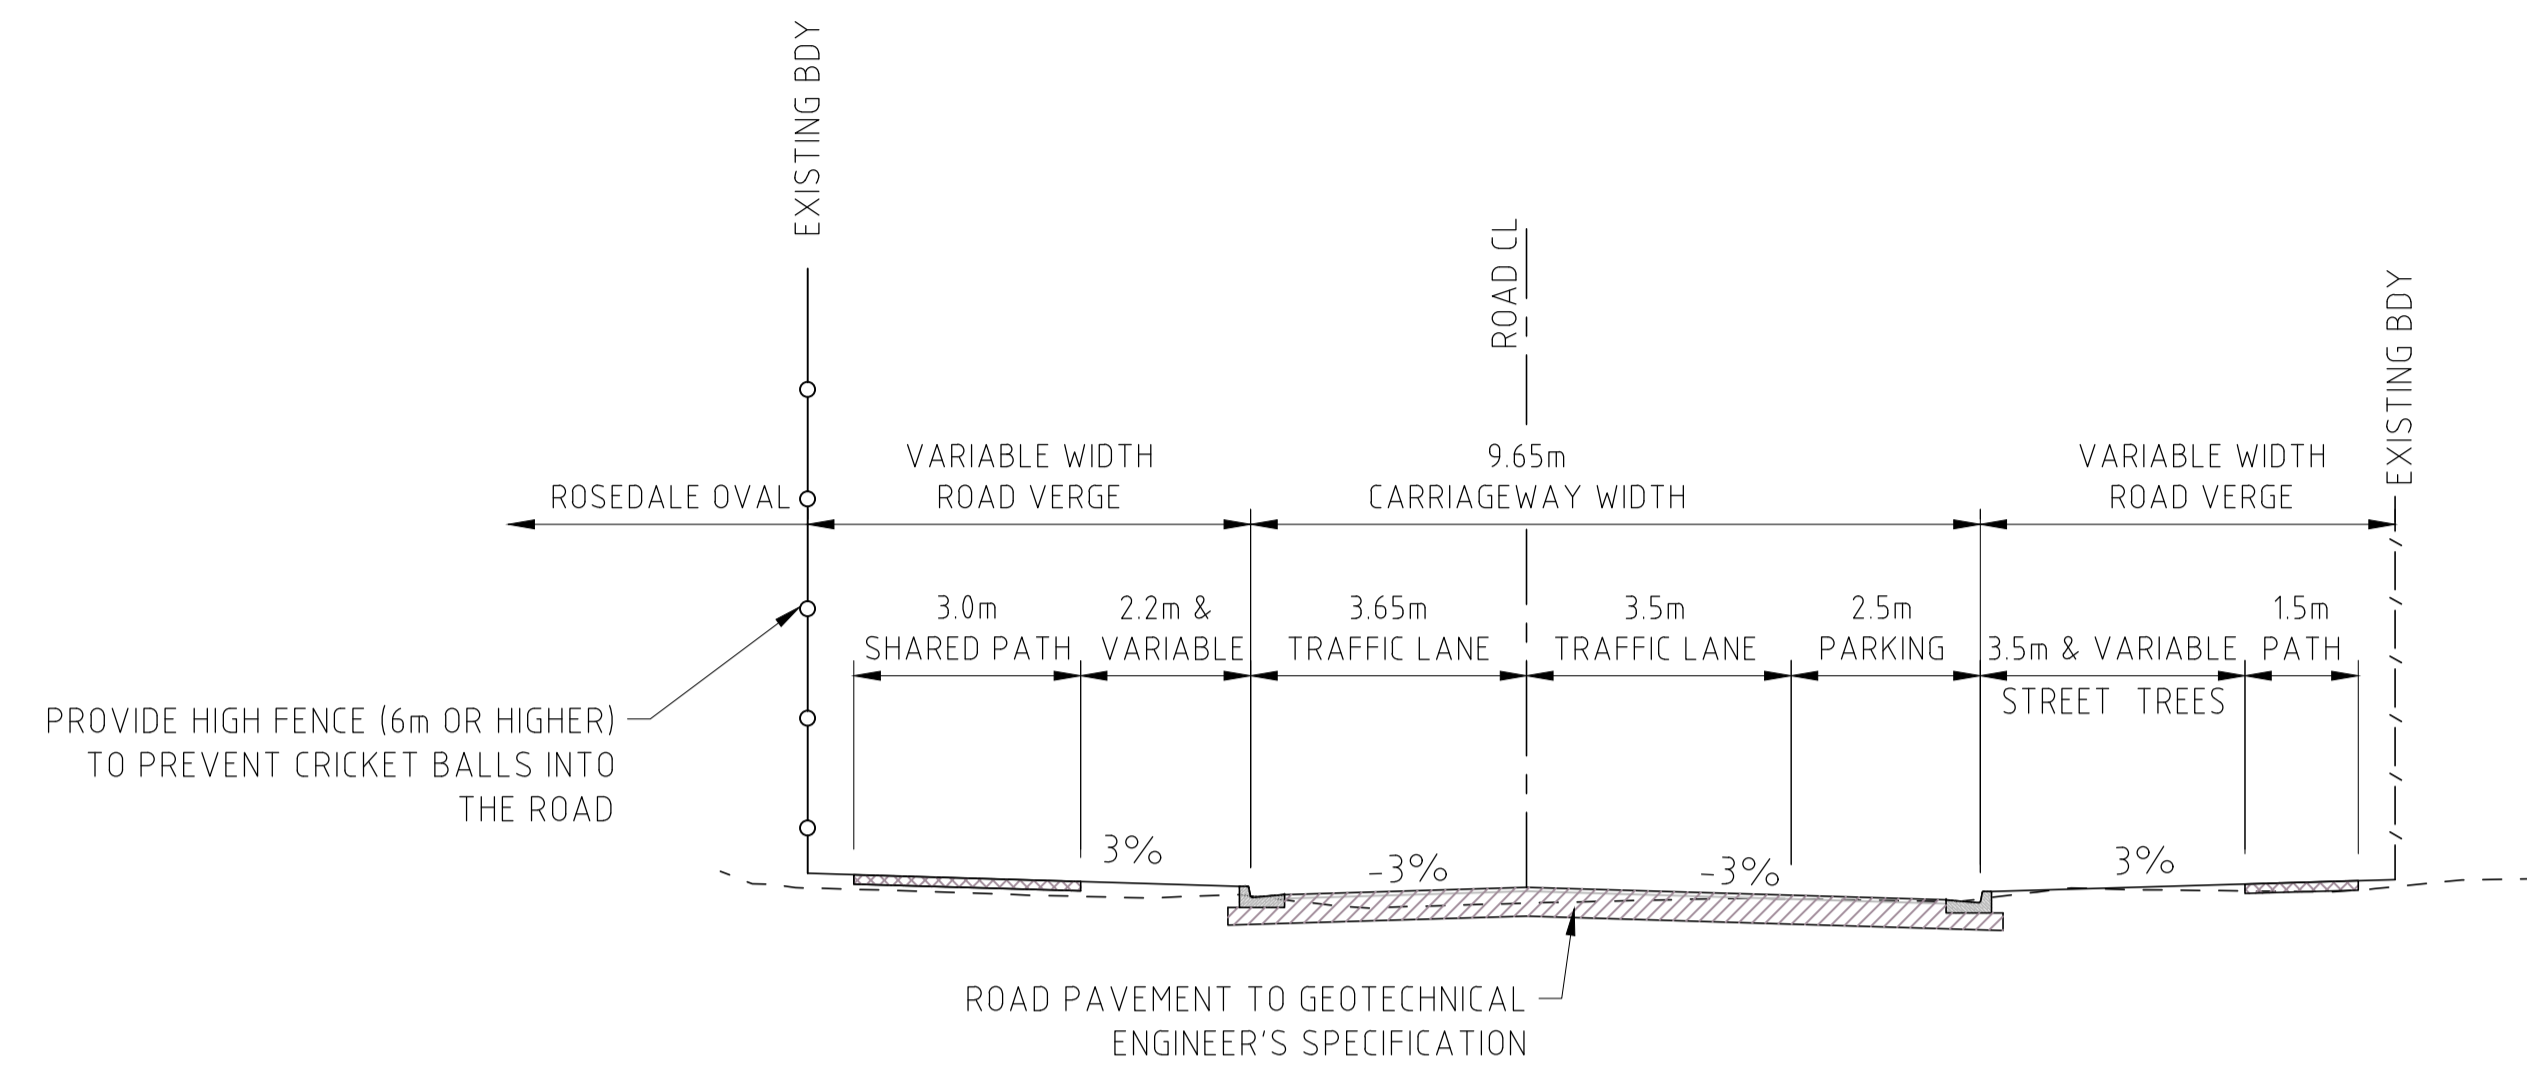 EXISTING BDY
ROAD CL
EXISTING BDY
ROSEDALE OVAL
VARIABLE WIDTH
ROAD VERGE
9.65m
CARRIAGEWAY WIDTH
VARIABLE WIDTH
ROAD VERGE
3.0m
SHARED PATH
2.2m &
VARIABLE
3.65m
TRAFFIC LANE
3.5m
TRAFFIC LANE
2.5m
PARKING
3.5m & VARIABLE
STREET TREES
1.5m
PATH
PROVIDE HIGH FENCE (6m OR HIGHER)
TO PREVENT CRICKET BALLS INTO
THE ROAD
3%
-3%
-3%
3%
ROAD PAVEMENT TO GEOTECHNICAL
ENGINEER'S SPECIFICATION